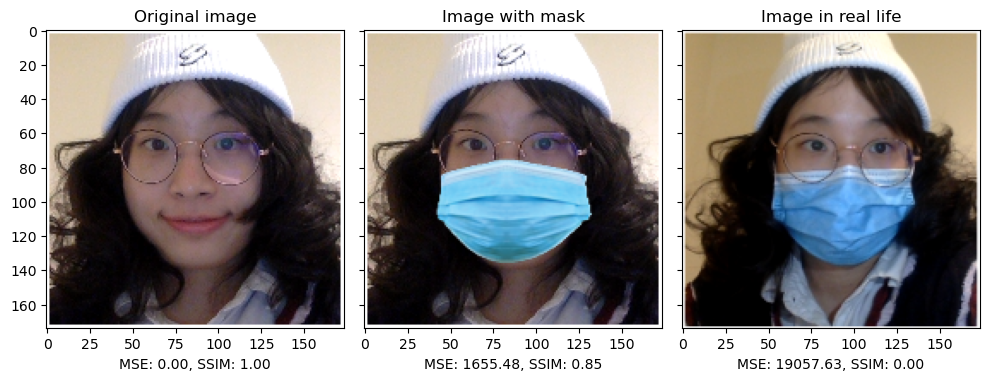 Original image
Image with mask
Image in real life
0
20
40
60
80
100
120
140
160
0 25 50 75 100 125 150
0 25 50 75 100 125 150
0 25 50 75 100 125 150
MSE: 0.00, SSIM: 1.00
MSE: 1655.48, SSIM: 0.85
MSE: 19057.63, SSIM: 0.00